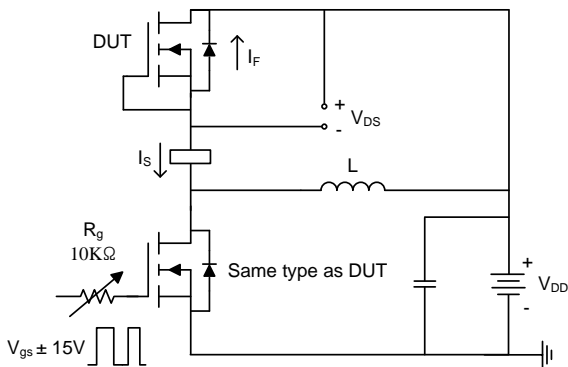 DUT
I_F
+
V_DS
-
I_S
L
R_g
10KΩ
Same type as DUT
+
V_DD
-
V_gs ± 15V